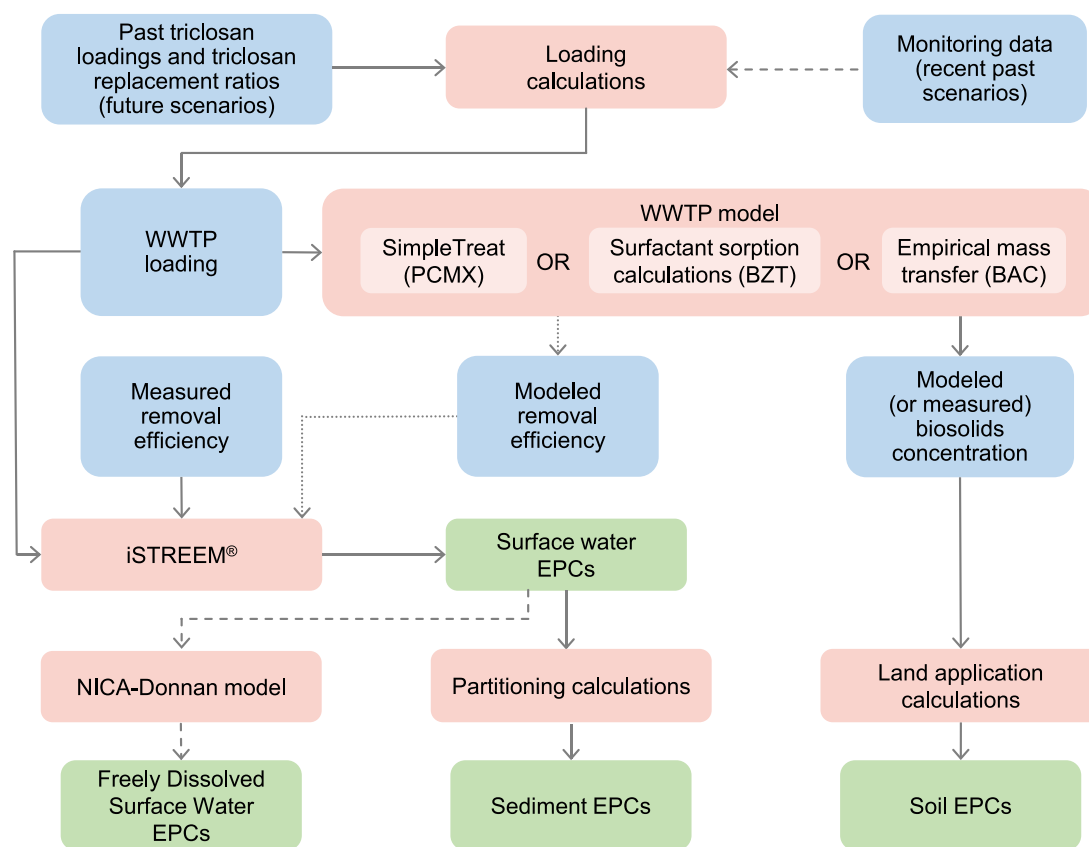 Past triclosan
loadings and triclosan
replacement ratios
(future scenarios)
Loading
calculations
Monitoring data
(recent past
scenarios)
WWTP
loading
WWTP model
SimpleTreat
(PCMX)
OR
Surfactant sorption
calculations (BZT)
OR
Empirical mass
transfer (BAC)
Measured
removal
efficiency
Modeled
removal
efficiency
Modeled
(or measured)
biosolids
concentration
iSTREEM®
Surface water
EPCs
NICA-Donnan model
Partitioning calculations
Land application
calculations
Freely Dissolved
Surface Water
EPCs
Sediment EPCs
Soil EPCs